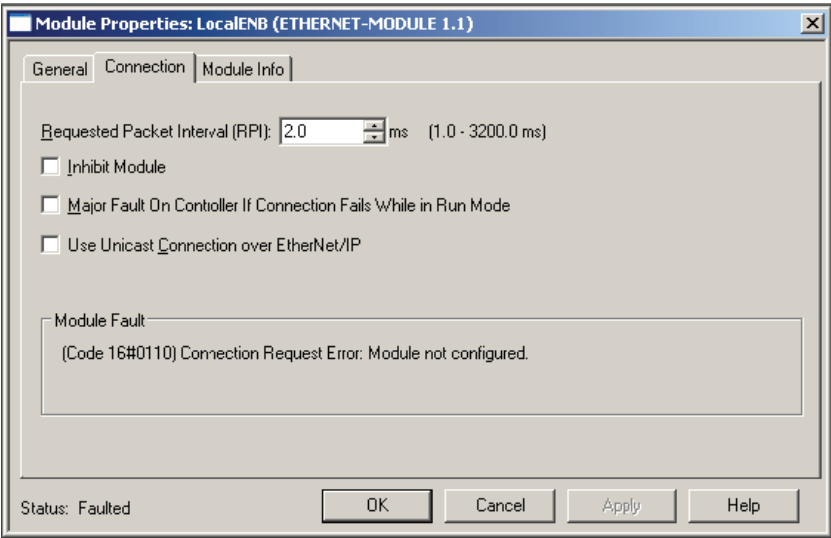 Module Properties: LocalENB (ETHERNET-MODULE 1.1)
General Connection Module Info
Requested Packet Interval (RPI): 2.0 ms (1.0 - 3200.0 ms)
Inhibit Module
Major Fault On Controller If Connection Fails While in Run Mode
Use Unicast Connection over EtherNet/IP
Module Fault
(Code 16#0110) Connection Request Error: Module not configured.
Status: Faulted OK Cancel Apply Help